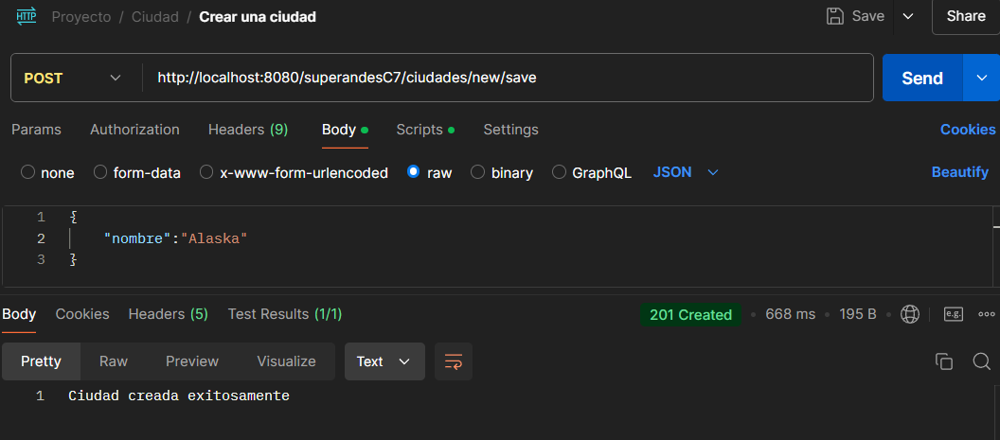 HTTP Proyecto / Ciudad / Crear una ciudad Save Share
POST http://localhost:8080/superandesC7/ciudades/new/save Send
Params Authorization Headers (9) Body Scripts Settings Cookies
none form-data x-www-form-urlencoded raw binary GraphQL JSON Beautify
1 {
2 "nombre":"Alaska"
3 }
Body Cookies Headers (5) Test Results (1/1) 201 Created 668 ms 195 B e.g.
Pretty Raw Preview Visualize Text
1 Ciudad creada exitosamente